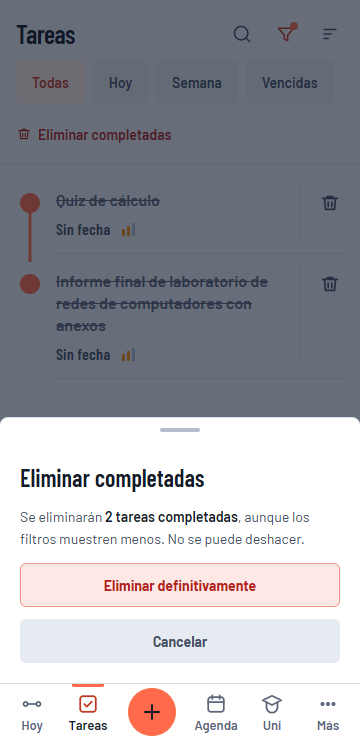 Tareas
Todas
Hoy
Semana
Vencidas
Eliminar completadas
Quiz de cálculo
Sin fecha
Informe final de laboratorio de
redes de computadores con
anexos
Sin fecha
Eliminar completadas
Se eliminarán 2 tareas completadas, aunque los
filtros muestren menos. No se puede deshacer.
Eliminar definitivamente
Cancelar
Hoy
Tareas
Agenda
Uni
Más